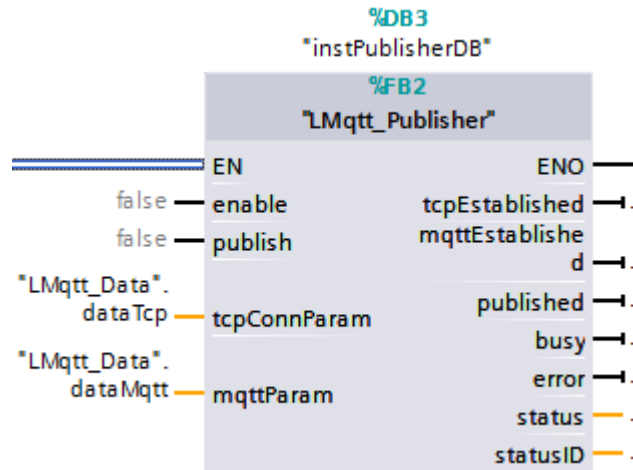 %DB3
"instPublisherDB"
%FB2
"LMqtt_Publisher"
EN ENO
false enable tcpEstablished
false publish mqttEstablishe
d
"LMqtt_Data".
dataTcp tcpConnParam published
busy
"LMqtt_Data".
dataMqtt mqttParam error
status
statusID